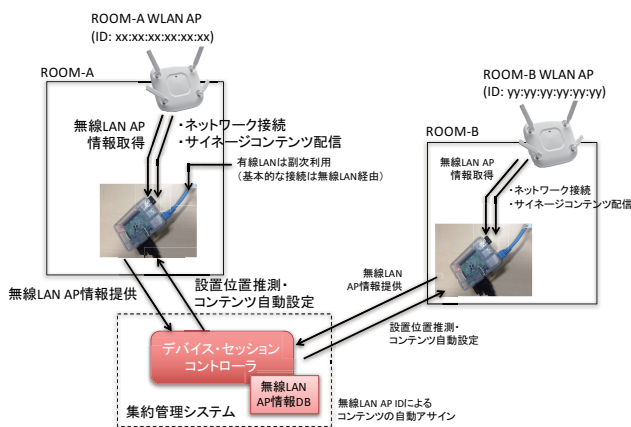 ROOM-A WLAN AP
(ID: xx:xx:xx:xx:xx:xx)
ROOM-A
無線LAN AP
情報取得
・ネットワーク接続
・サイネージコンテンツ配信
有線LANは副次利用
(基本的な接続は無線LAN経由)
ROOM-B WLAN AP
(ID: yy:yy:yy:yy:yy:yy)
ROOM-B
無線LAN AP
情報取得
・ネットワーク接続
・サイネージコンテンツ配信
無線LAN AP情報提供
設置位置推測・
コンテンツ自動設定
無線LAN
AP情報提供
設置位置推測・
コンテンツ自動設定
デバイス・セッション
コントローラ
無線LAN
AP情報DB
集約管理システム
無線LAN AP IDによる
コンテンツの自動アサイン